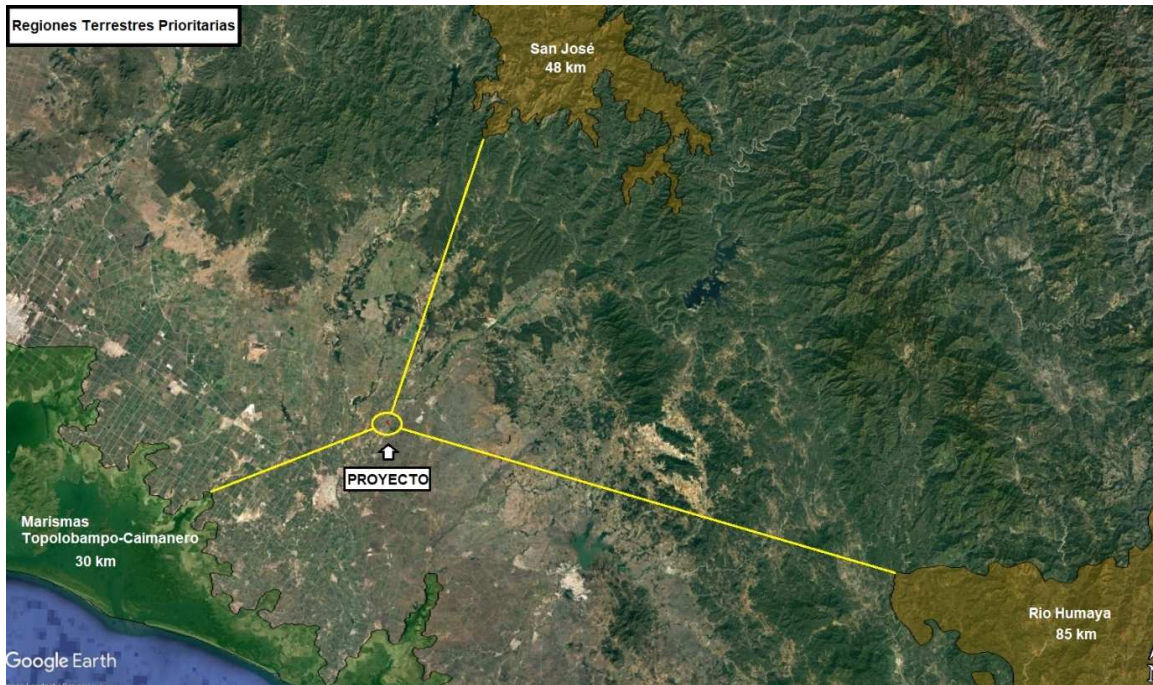 Regiones Terrestres Prioritarias
San José
48 km
PROYECTO
Marismas
Topolobampo-Caimanero
30 km
Rio Humaya
85 km
Google Earth